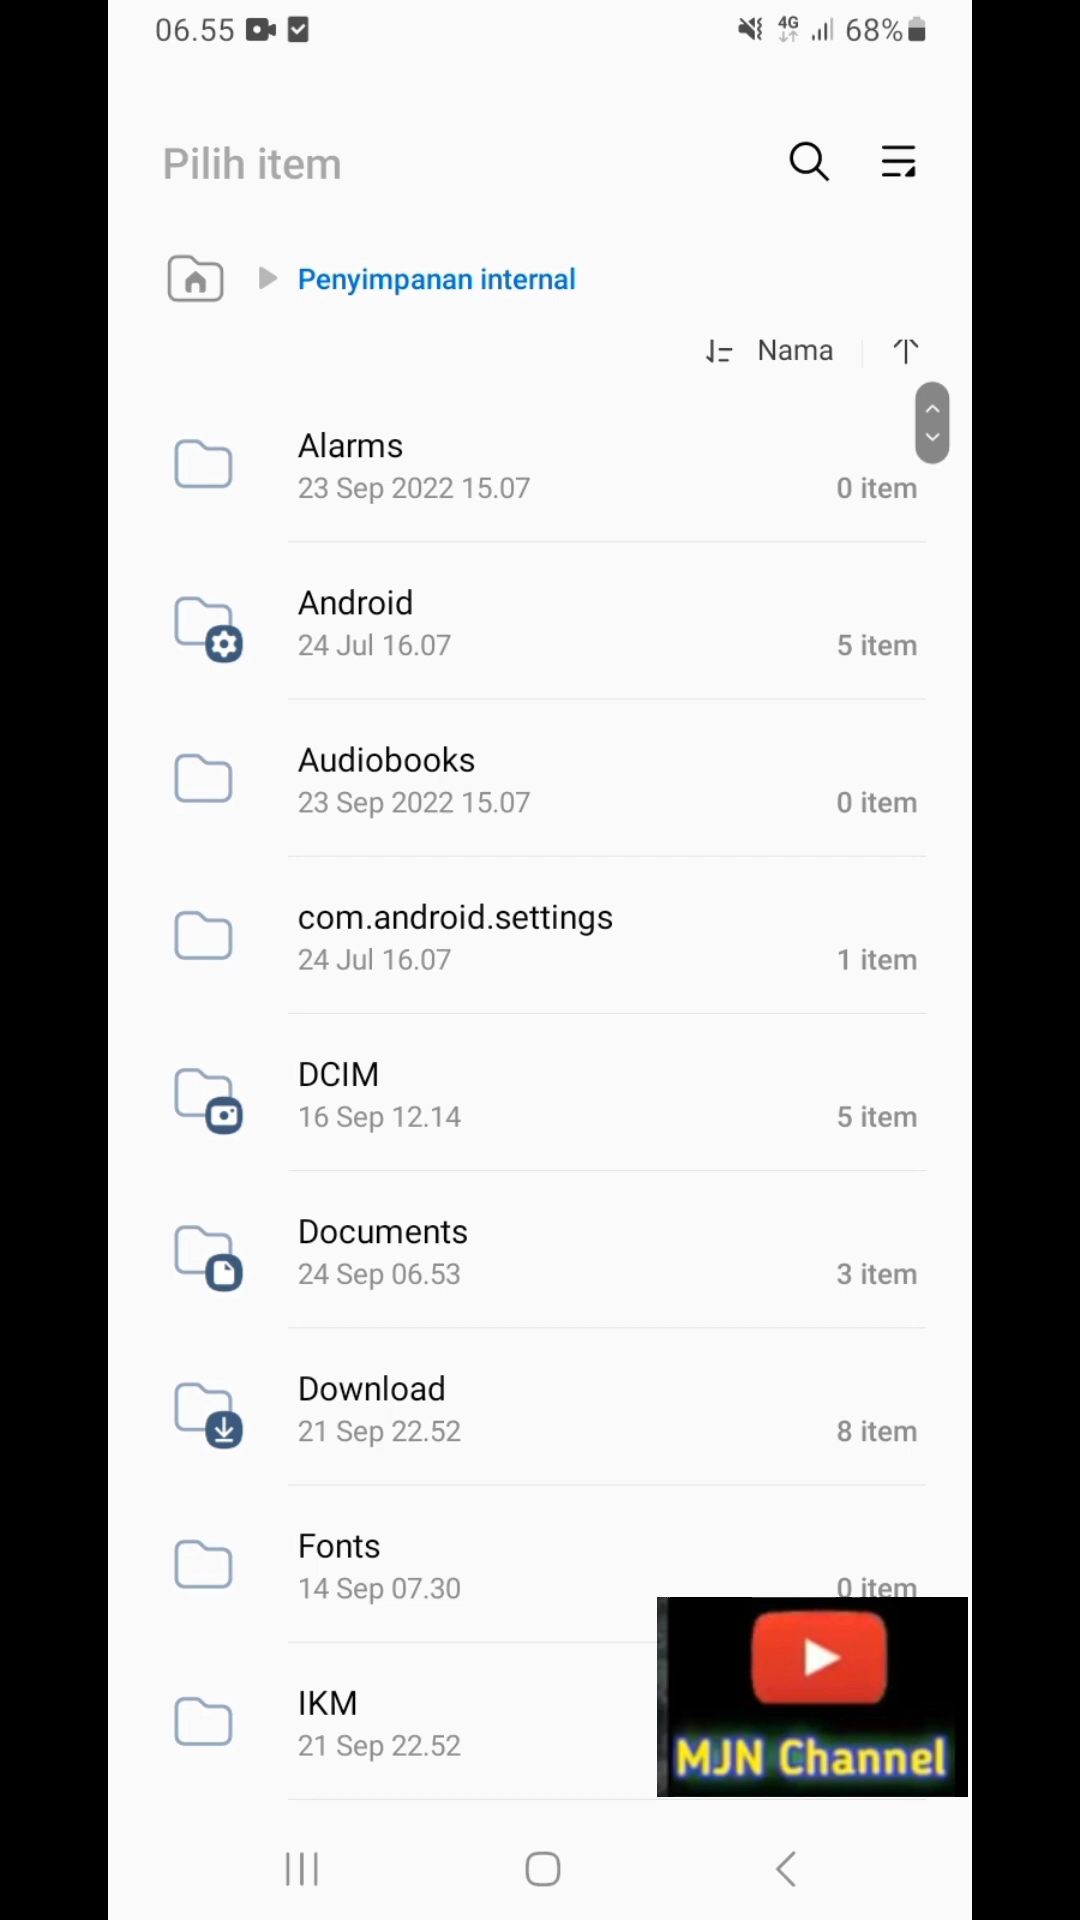 06.55 4G 68%
Pilih item
Penyimpanan internal
Nama
Alarms
23 Sep 2022 15.07 0 item
Android
24 Jul 16.07 5 item
Audiobooks
23 Sep 2022 15.07 0 item
com.android.settings
24 Jul 16.07 1 item
DCIM
16 Sep 12.14 5 item
Documents
24 Sep 06.53 3 item
Download
21 Sep 22.52 8 item
Fonts
14 Sep 07.30 0 item
IKM
21 Sep 22.52
MJN Channel